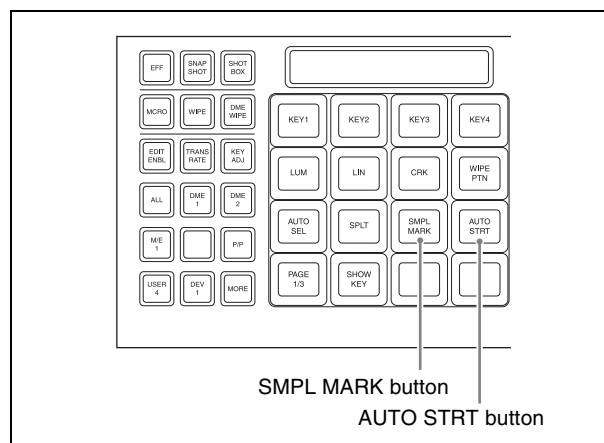 EFF SNAP SHOT SHOT BOX
MCRO WIPE DME WIPE
EDIT ENBL TRANS RATE KEY ADJ
ALL DME 1 DME 2
M/E 1 P/P
USER 4 DEV 1 MORE
KEY1 KEY2 KEY3 KEY4
LUM LIN CRK WIPE PTN
AUTO SEL SPLT SMPL MARK AUTO STRT
PAGE 1/3 SHOW KEY
SMPL MARK button
AUTO STRT button